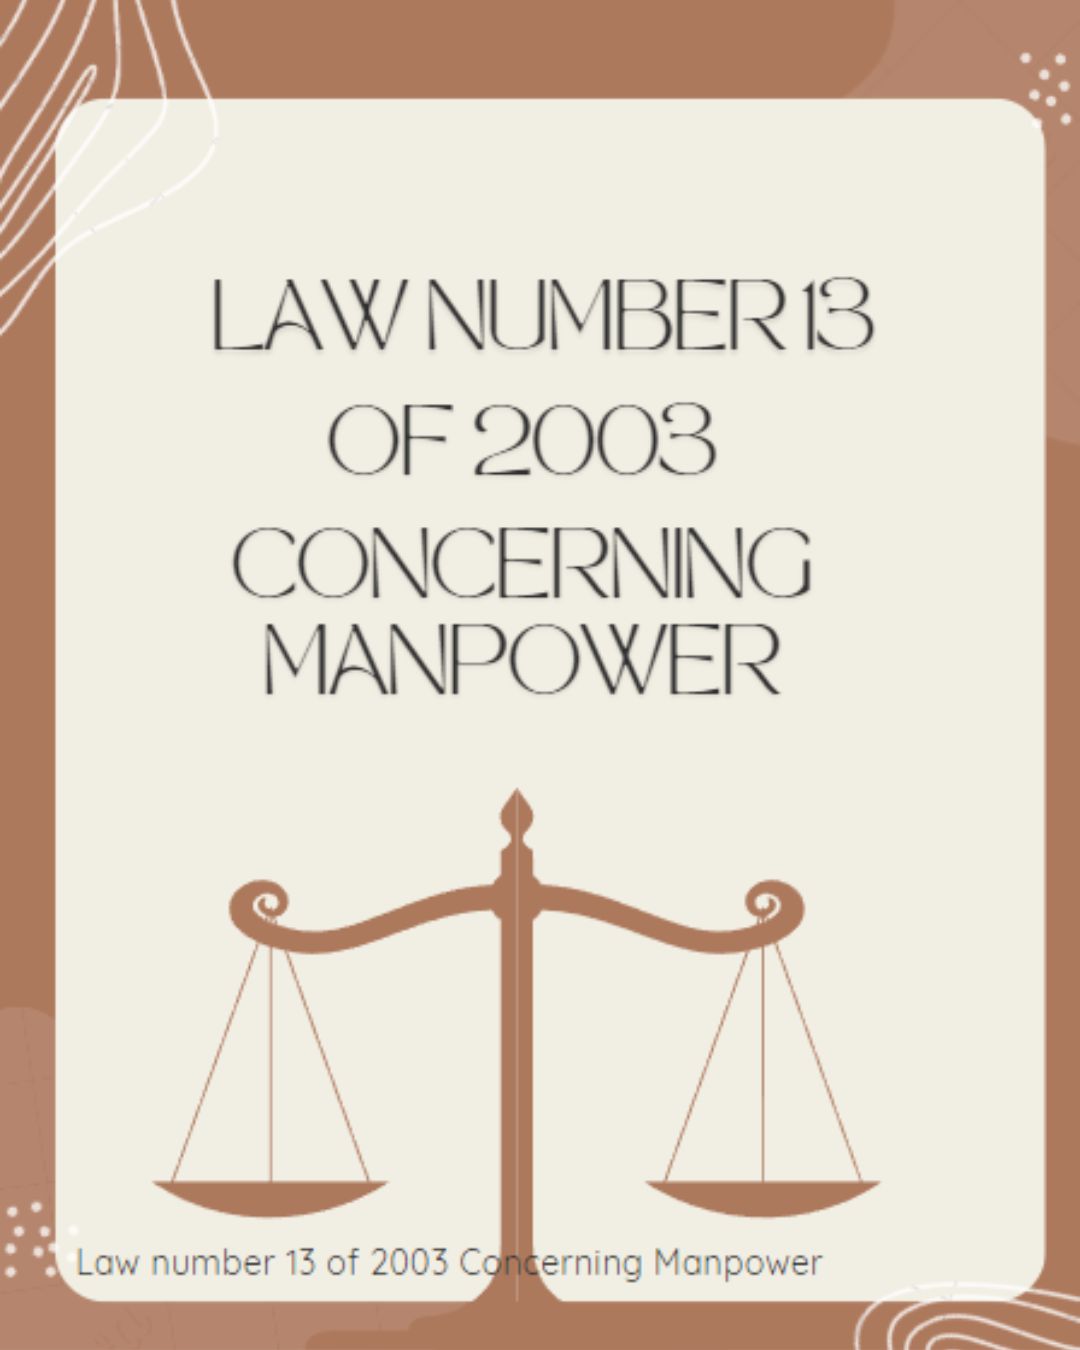 LAW NUMBER 13
OF 2003
CONCERNING
MANPOWER
Law number 13 of 2003 Concerning Manpower